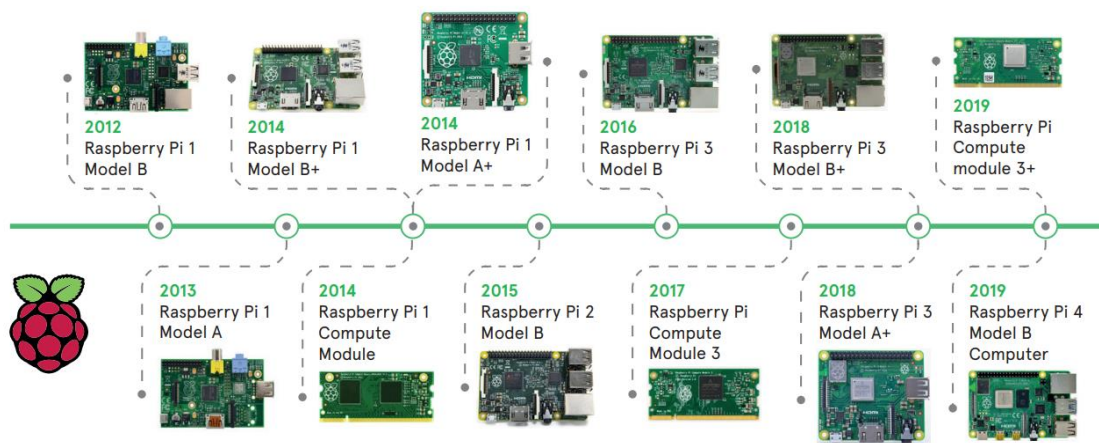 2012
Raspberry Pi 1
Model B
2014
Raspberry Pi 1
Model B+
2014
Raspberry Pi 1
Model A+
2016
Raspberry Pi 3
Model B
2018
Raspberry Pi 3
Model B+
2019
Raspberry Pi
Compute
module 3+
2013
Raspberry Pi 1
Model A
2014
Raspberry Pi 1
Compute
Module
2015
Raspberry Pi 2
Model B
2017
Raspberry Pi
Compute
Module 3
2018
Raspberry Pi 3
Model A+
2019
Raspberry Pi 4
Model B
Computer